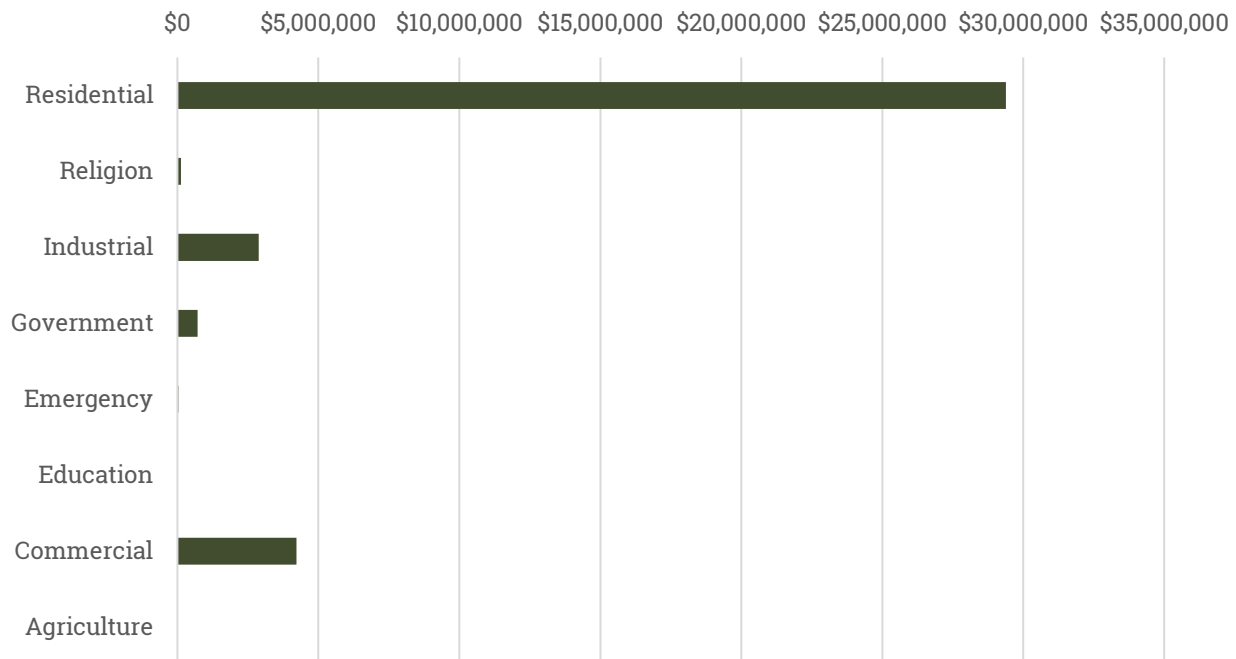 $0 $5,000,000 $10,000,000 $15,000,000 $20,000,000 $25,000,000 $30,000,000 $35,000,000
Residential
Religion
Industrial
Government
Emergency
Education
Commercial
Agriculture